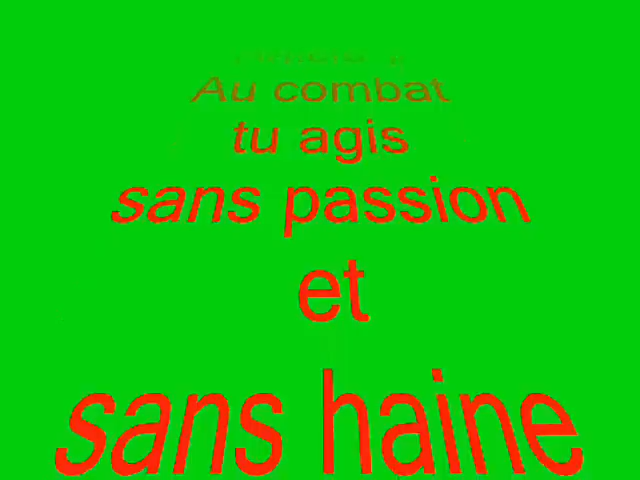 Au combat
tu agis
sans passion
et
sans haine